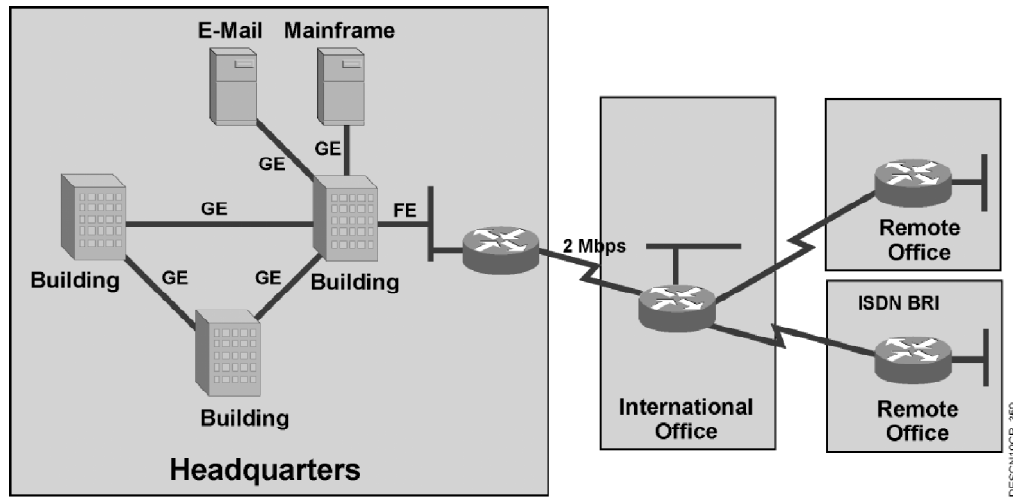 E-Mail
Mainframe
GE
GE
GE
FE
Building
GE
GE
Building
Building
Headquarters
2 Mbps
International
Office
Remote
Office
ISDN BRI
Remote
Office